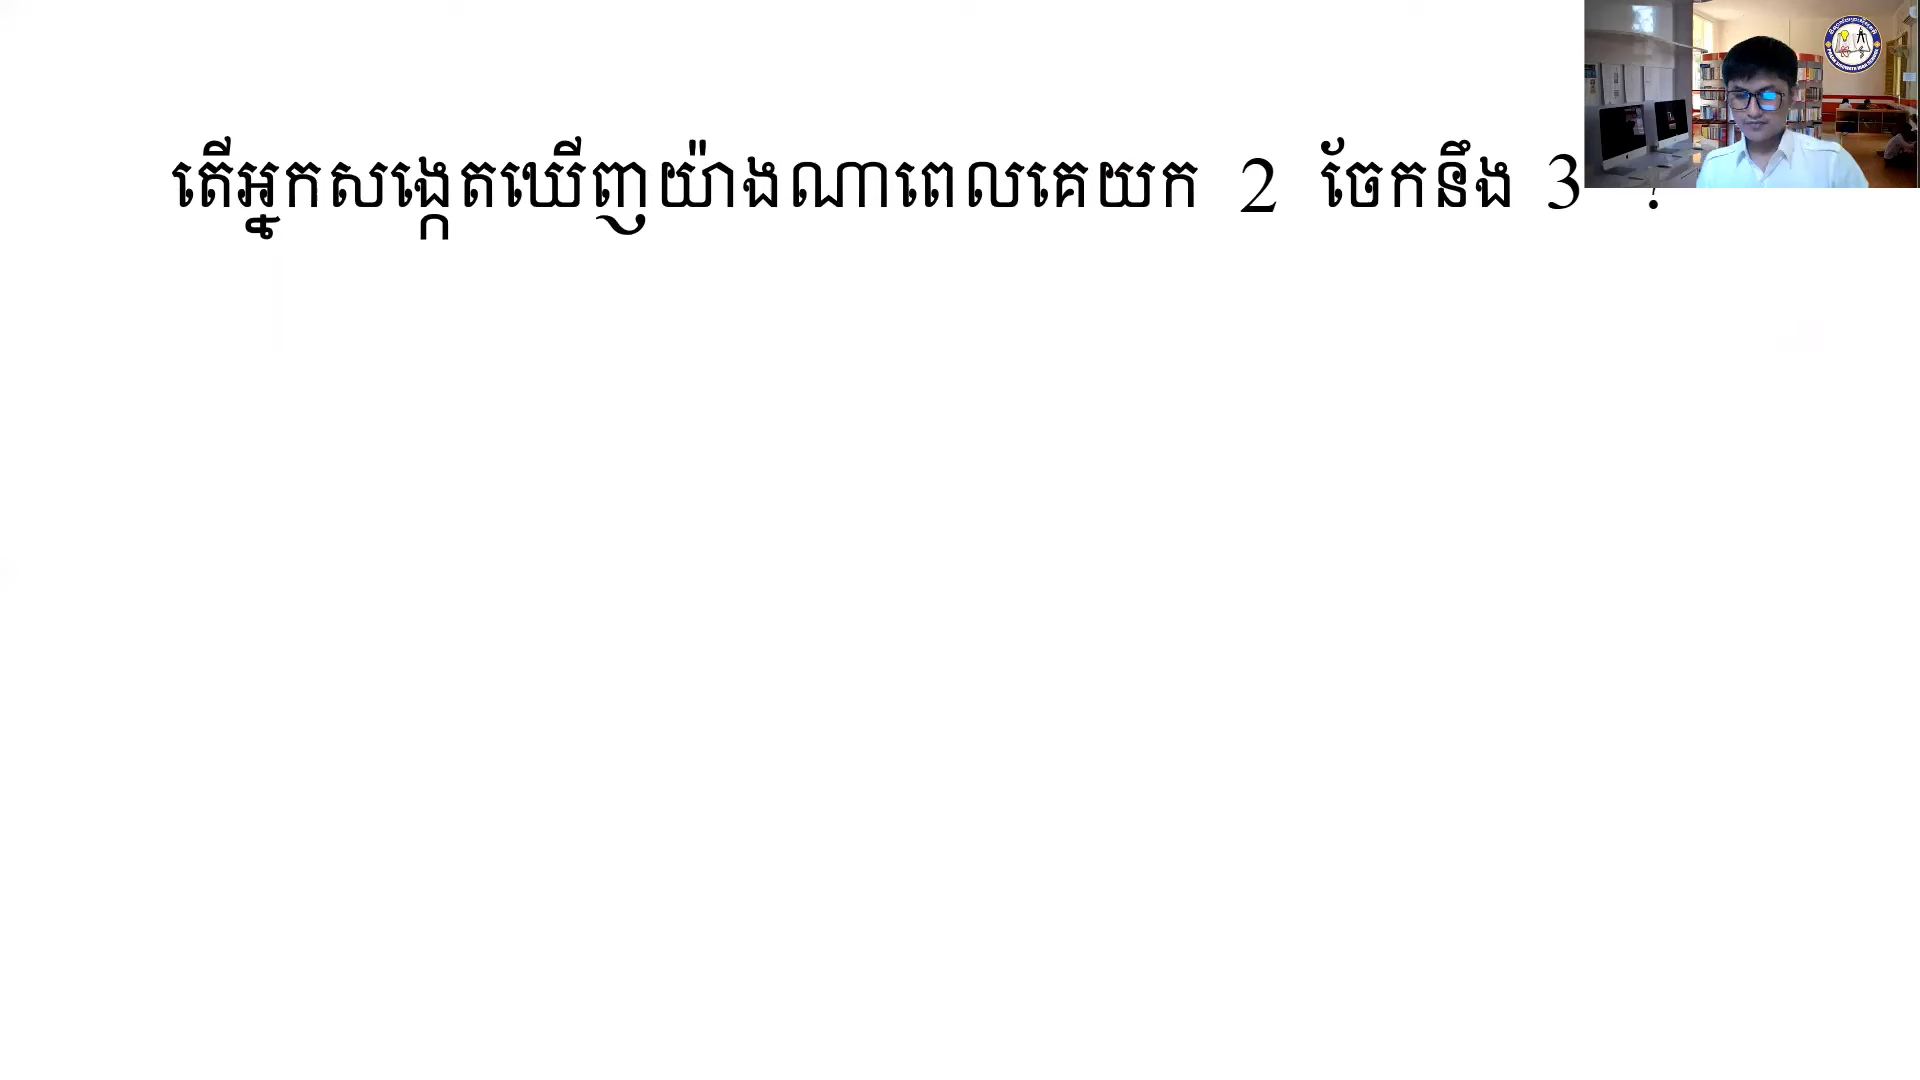 តើអ្នកសង្កេតឃើញយ៉ាងណាពេលគេយក 2 ចែកនឹង 3 ?